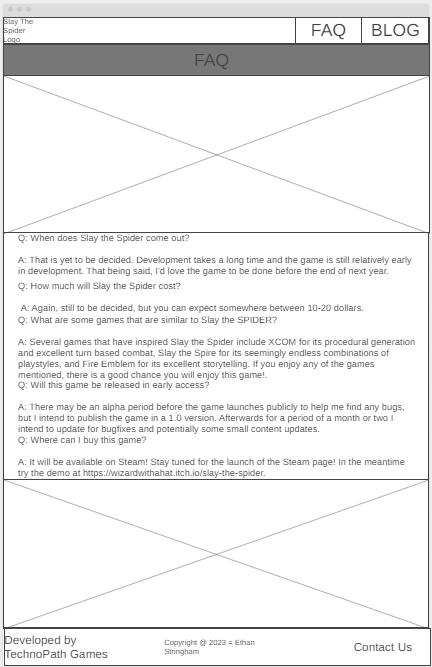 Slay The
Spider
Logo
FAQ
BLOG
FAQ
Q: When does Slay the Spider come out?
A: That is yet to be decided. Development takes a long time and the game is still relatively early
in development. That being said, I'd love the game to be done before the end of next year.
Q: How much will Slay the Spider cost?
A: Again, still to be decided, but you can expect somewhere between 10-20 dollars.
Q: What are some games that are similar to Slay the SPIDER?
A: Several games that have inspired Slay the Spider include XCOM for its procedural generation
and excellent turn based combat, Slay the Spire for its seemingly endless combinations of
playstyles, and Fire Emblem for its excellent storytelling. If you enjoy any of the games
mentioned, there is a good chance you will enjoy this game!.
Q: Will this game be released in early access?
A: There may be an alpha period before the game launches publicly to help me find any bugs,
but I intend to publish the game in a 1.0 version. Afterwards for a period of a month or two I
intend to update for bugfixes and potentially some small content updates.
Q: Where can I buy this game?
A: It will be available on Steam! Stay tuned for the launch of the Steam page! In the meantime
try the demo at https://wizardwithahat.itch.io/slay-the-spider.
Developed by
TechnoPath Games
Copyright @ 2023 = Ethan
Stringham
Contact Us